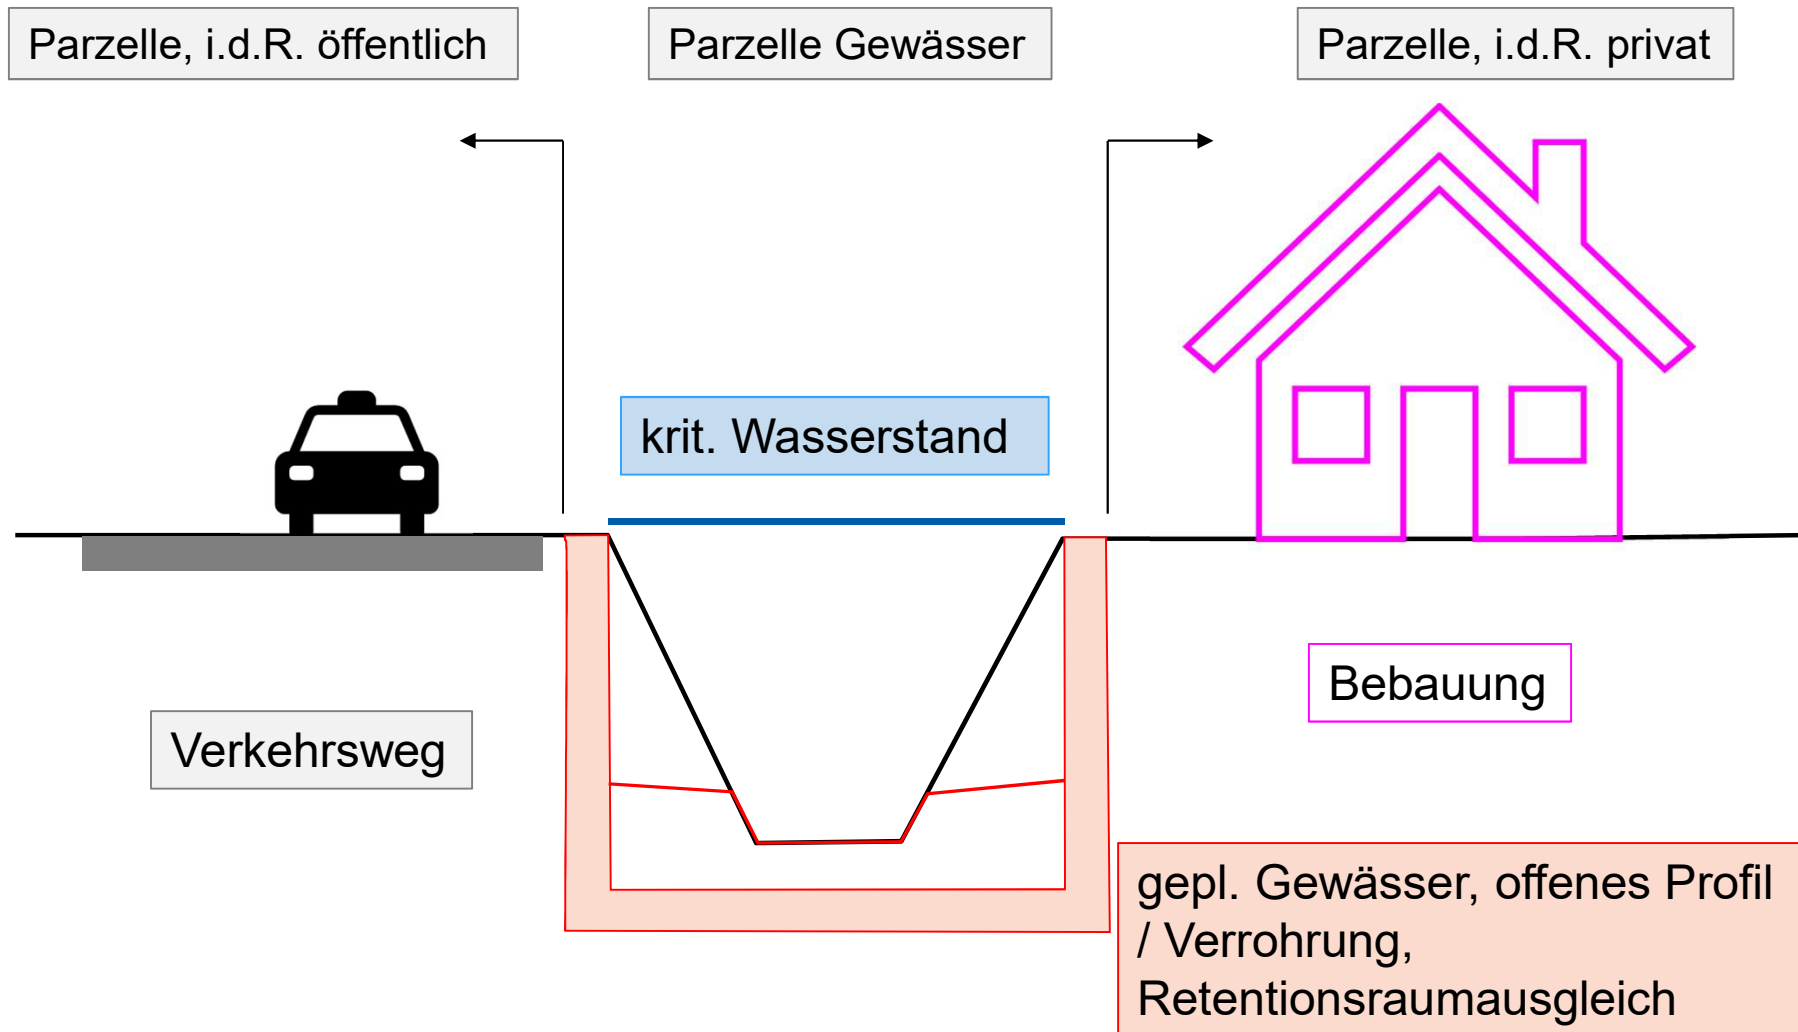 Parzelle, i.d.R. öffentlich
Parzelle Gewässer
Parzelle, i.d.R. privat
krit. Wasserstand
Bebauung
Verkehrsweg
gepl. Gewässer, offenes Profil
/ Verrohrung,
Retentionsraumausgleich